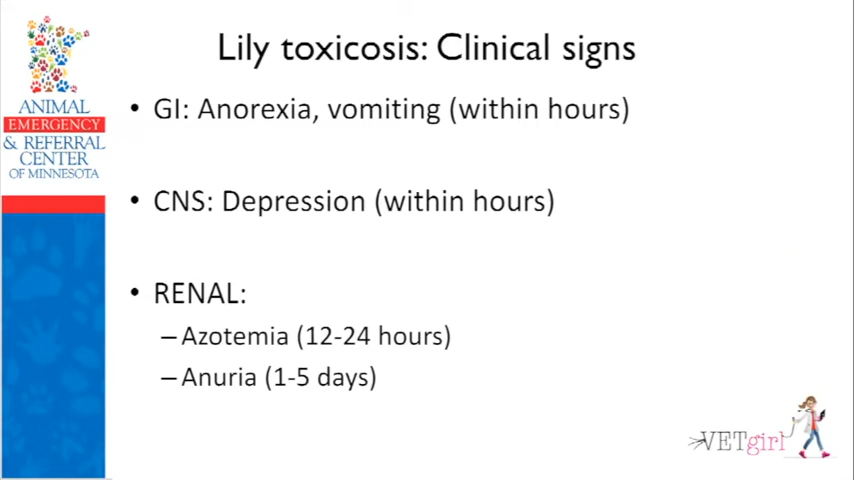 Lily toxicosis: Clinical signs
ANIMAL
EMERGENCY
& REFERRAL
CENTER
OF MINNESOTA
• GI: Anorexia, vomiting (within hours)
• CNS: Depression (within hours)
• RENAL:
–Azotemia (12-24 hours)
–Anuria (1-5 days)
VETgirl